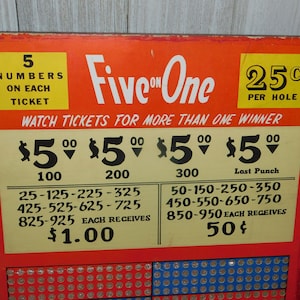 5
NUMBERS
ON EACH
TICKET
Five on One
25¢
PER HOLE
WATCH TICKETS FOR MORE THAN ONE WINNER
$5.00 $5.00 $5.00 $5.00
100 200 300 Last Punch
25-125-225-325
425-525-625-725
825-925 EACH RECEIVES
$1.00
50-150-250-350
450-550-650-750
850-950 EACH RECEIVES
50¢